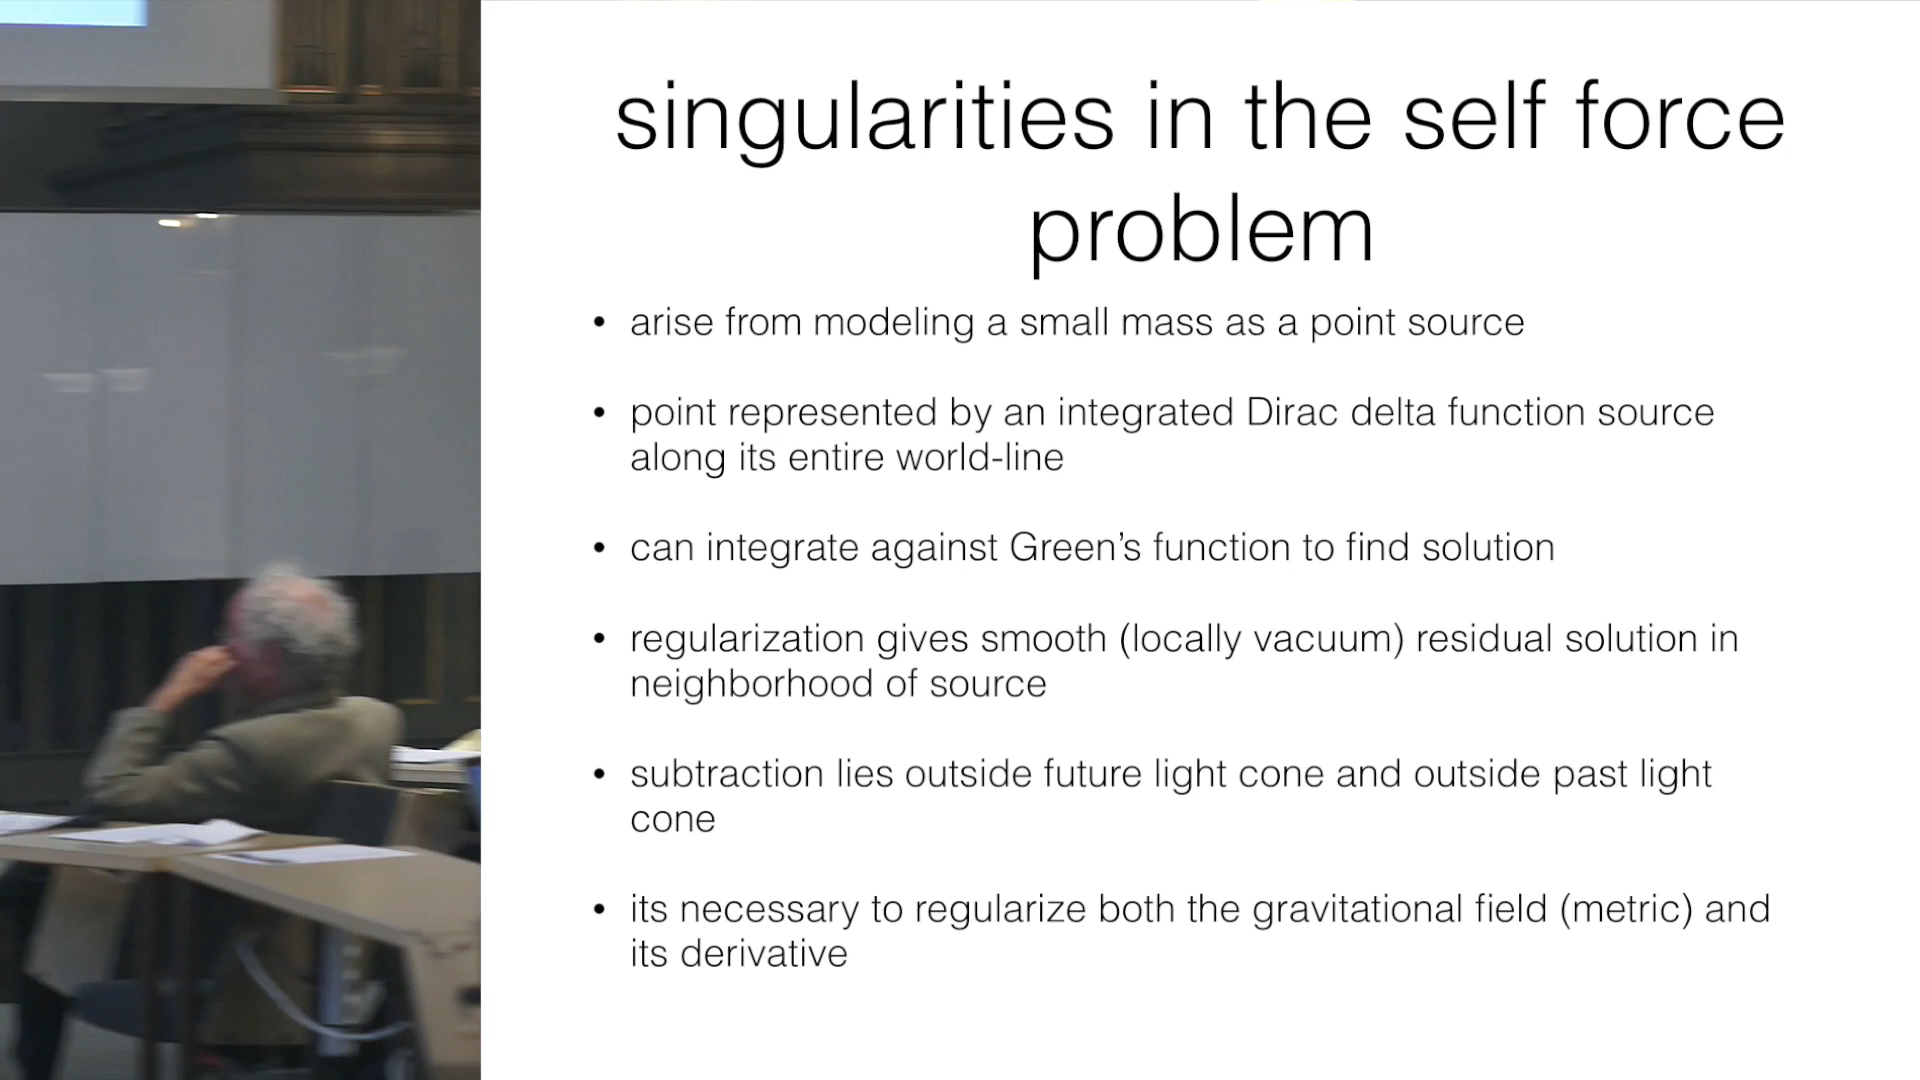 singularities in the self force
problem
• arise from modeling a small mass as a point source
• point represented by an integrated Dirac delta function source
along its entire world-line
• can integrate against Green’s function to find solution
• regularization gives smooth (locally vacuum) residual solution in
neighborhood of source
• subtraction lies outside future light cone and outside past light
cone
• its necessary to regularize both the gravitational field (metric) and
its derivative